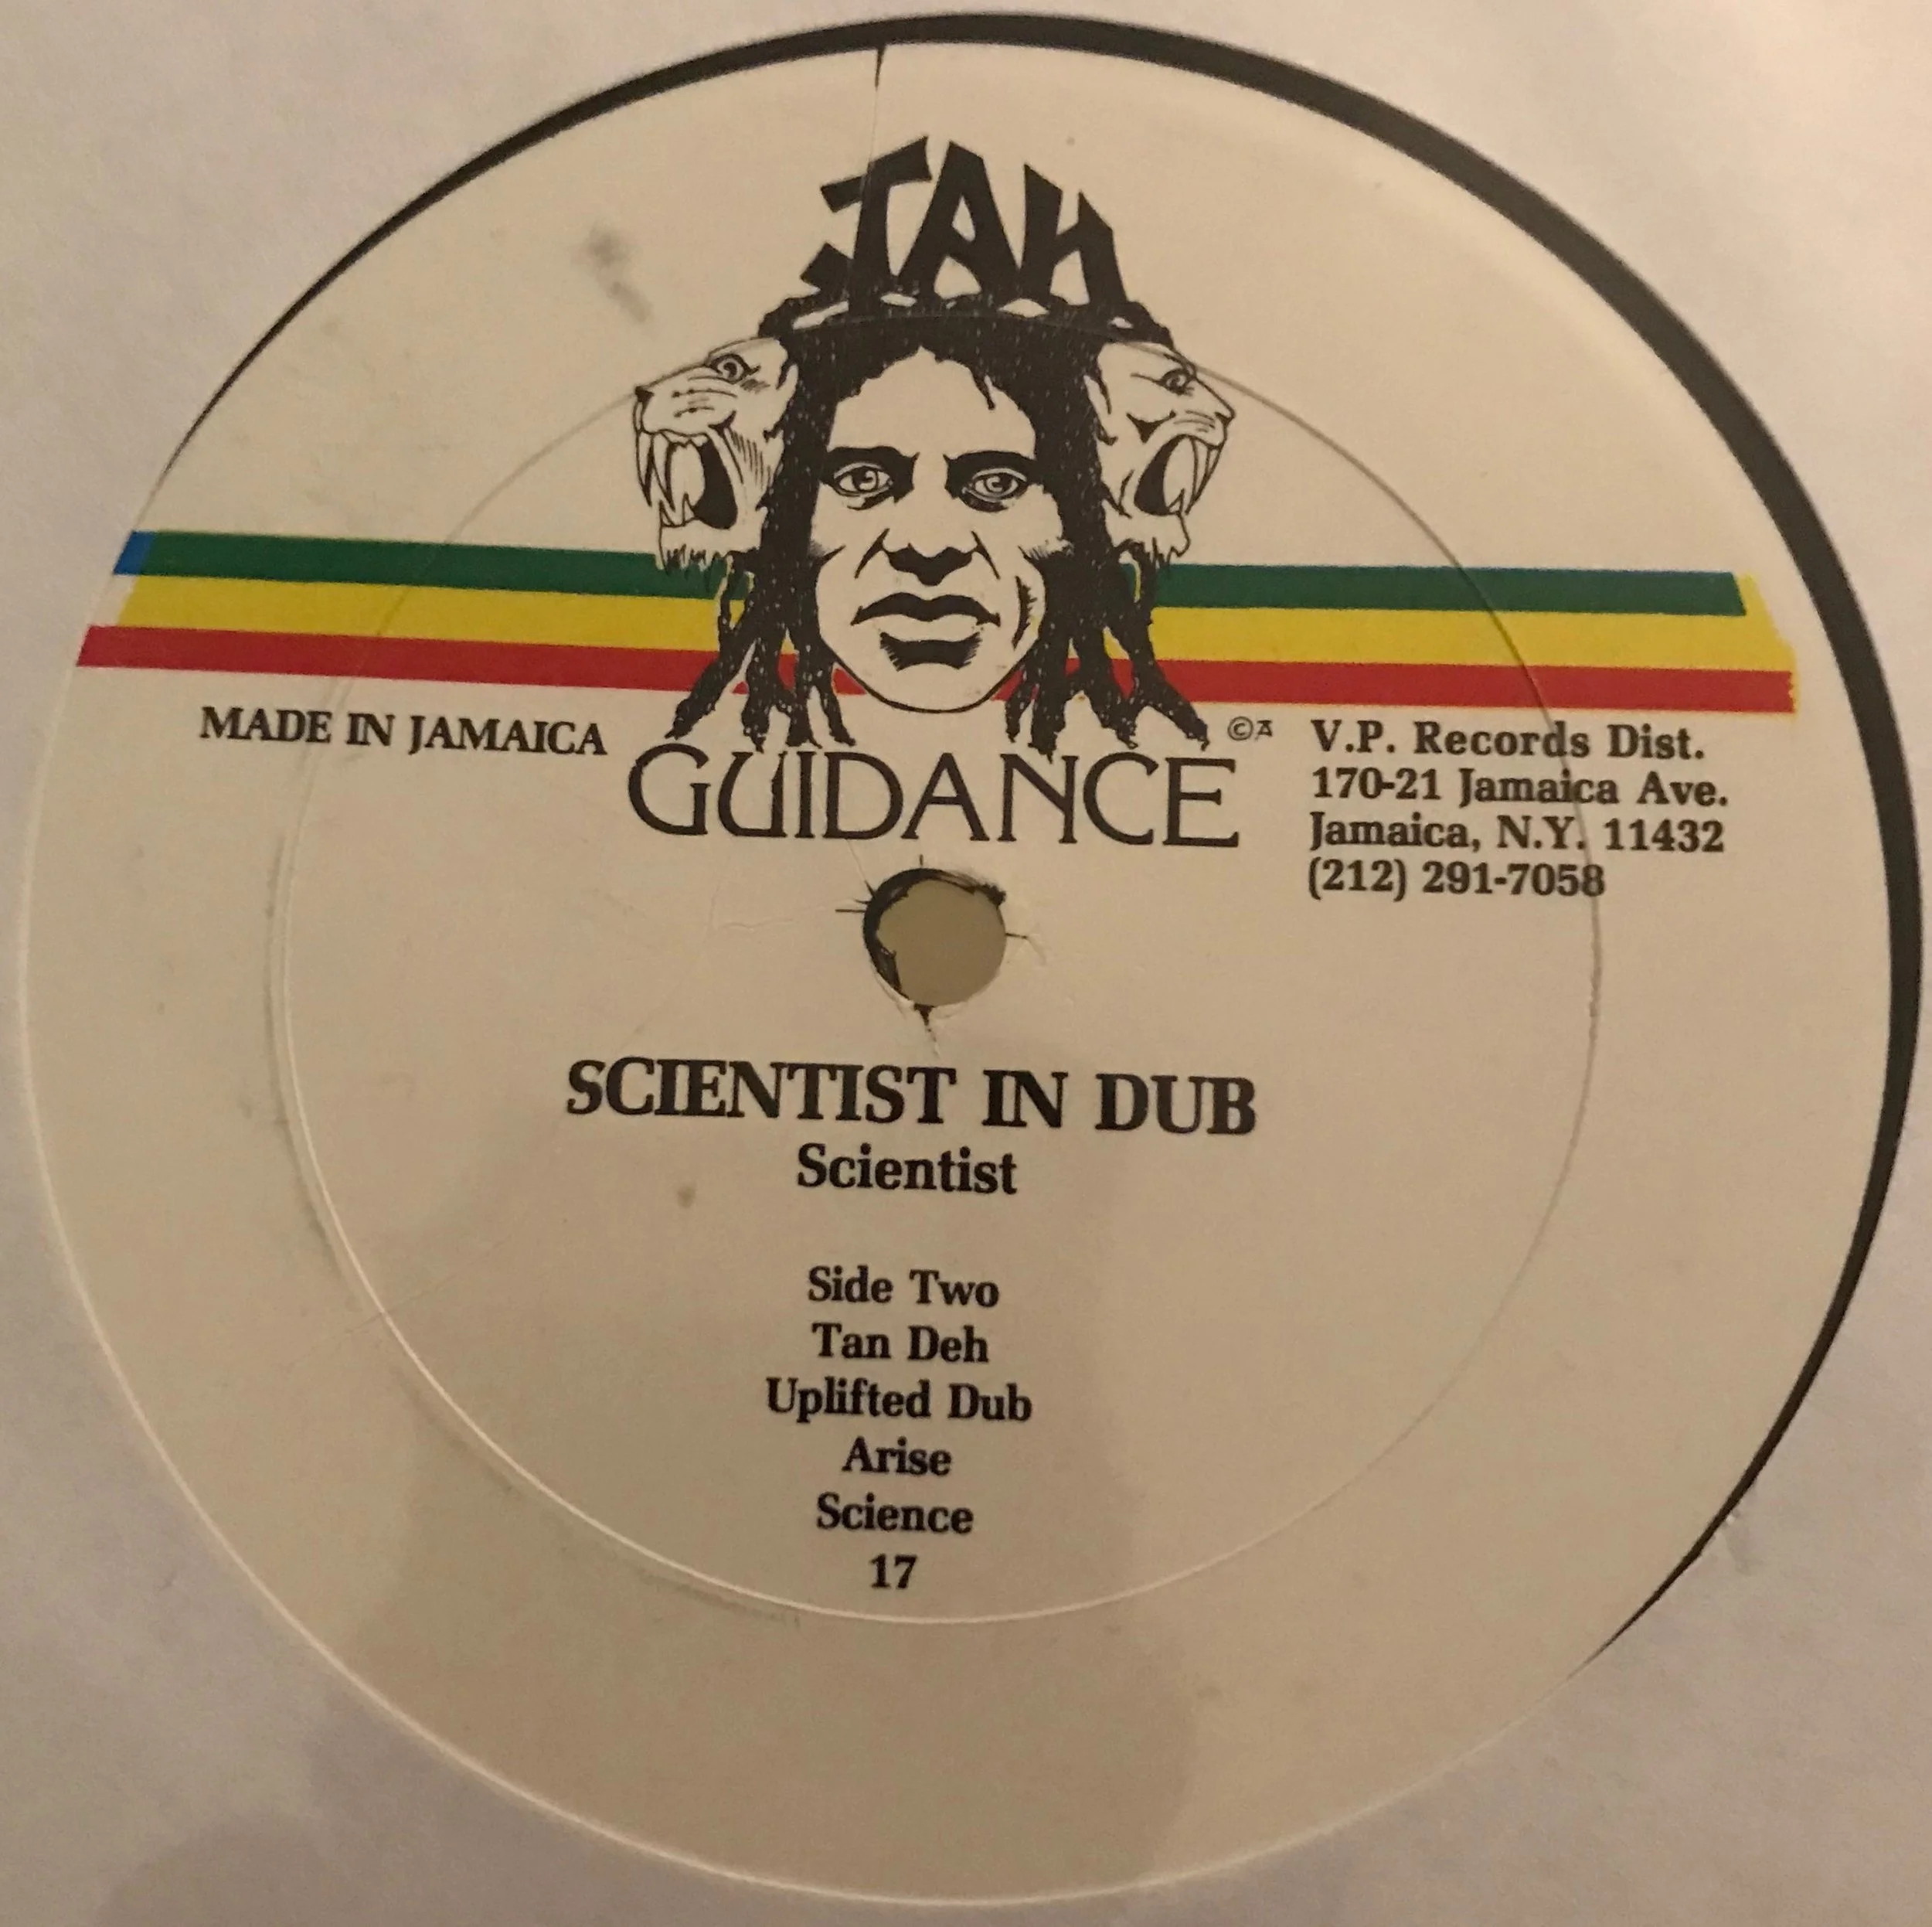 JAH
GUIDANCE
MADE IN JAMAICA
V.P. Records Dist.
170-21 Jamaica Ave.
Jamaica, N.Y. 11432
(212) 291-7058
SCIENTIST IN DUB
Scientist
Side Two
Tan Deh
Uplifted Dub
Arise
Science
17